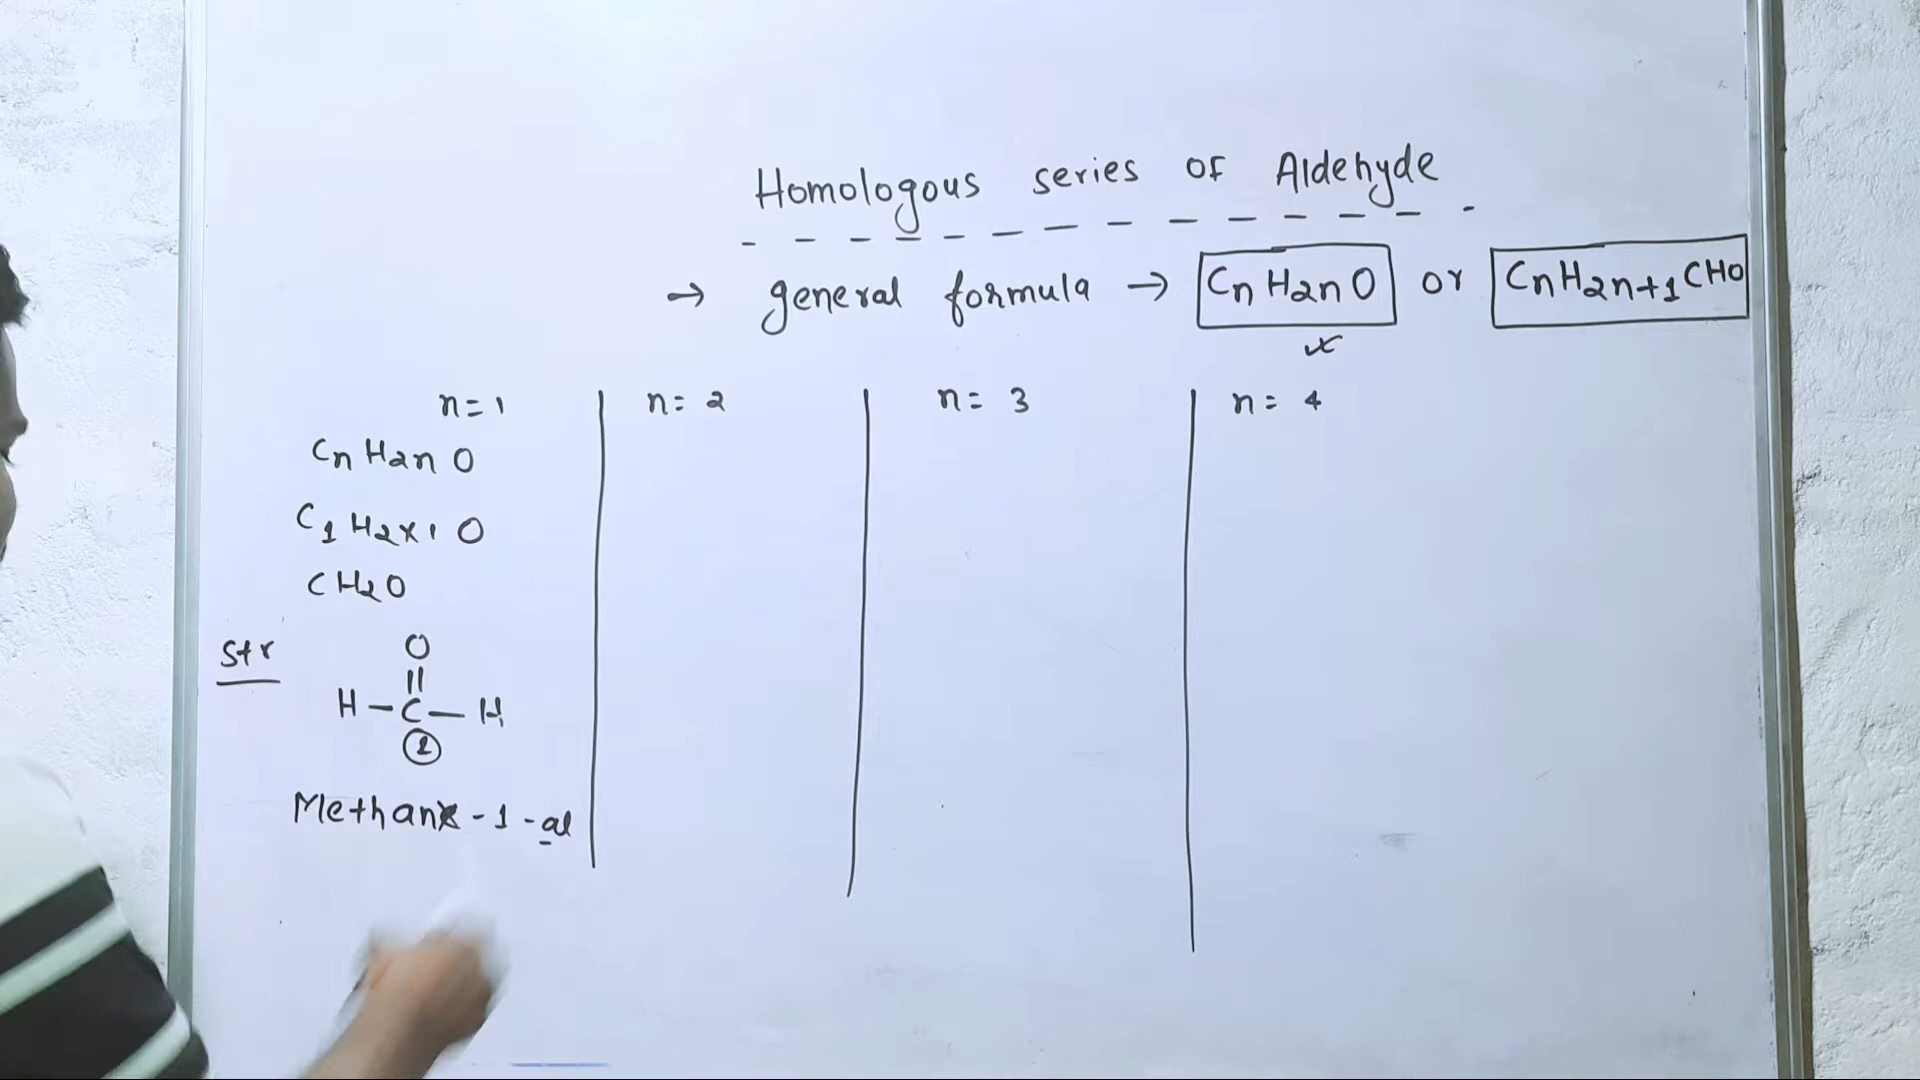 Homologous series of Aldehyde
→ general formula → CnH2nO or CnH2n+1CHO
n=1
n=2
n=3
n=4
CnH2nO
C1H2x1O
CH2O
Str
O
||
H-C-H
1
Methane-1-al